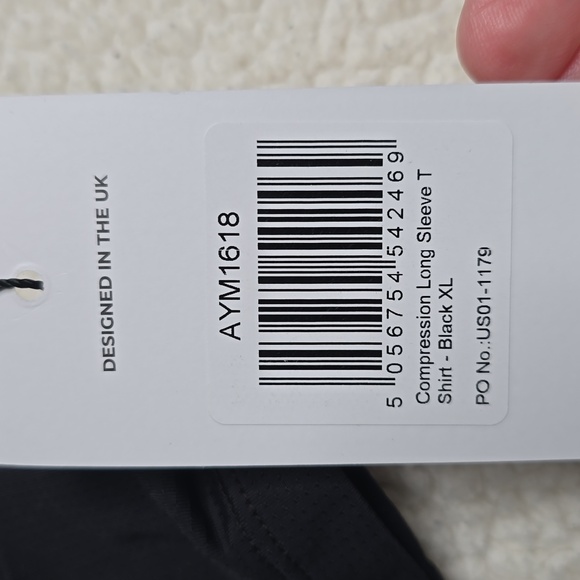 DESIGNED IN THE UK
AYM1618
5 056754 542469
Compression Long Sleeve T
Shirt - Black XL
PO No.:US01-1179